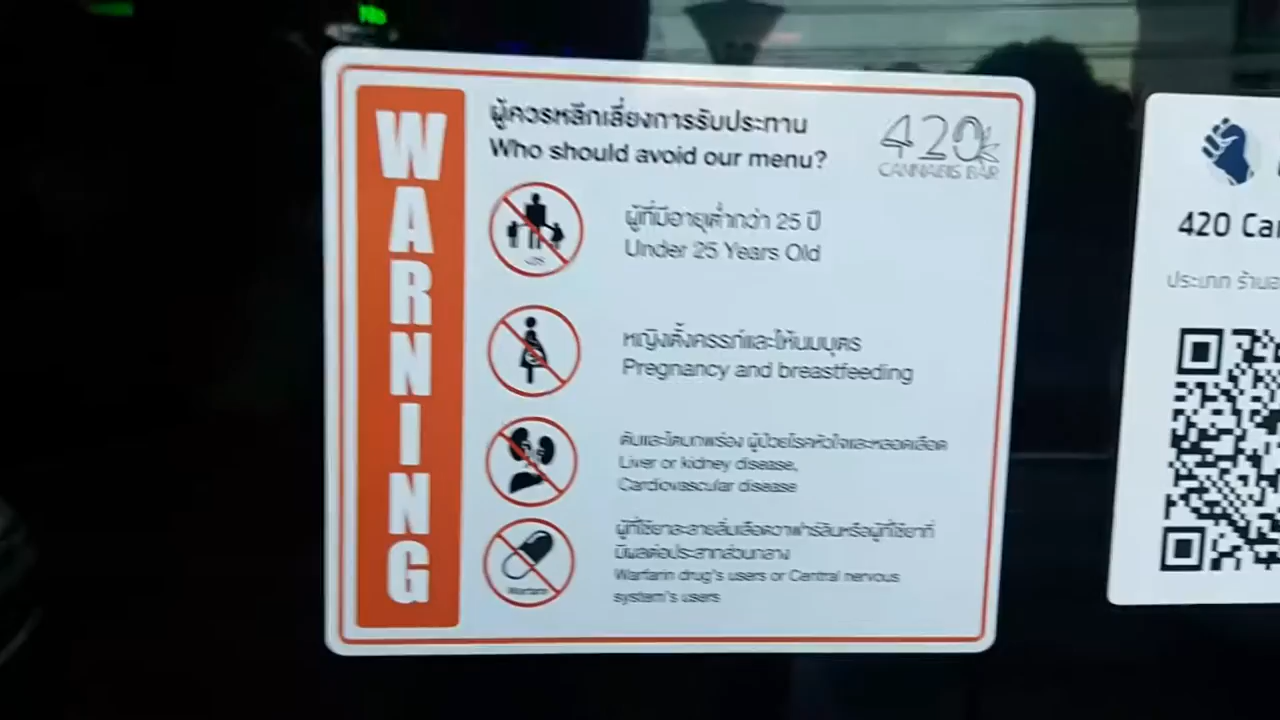 WARNING
ผู้ควรหลีกเลี่ยงการรับประทาน
Who should avoid our menu?
420
CANNABIS BAR
ผู้ที่มีอายุต่ำกว่า 25 ปี
Under 25 Years Old
หญิงตั้งครรภ์และให้นมบุตร
Pregnancy and breastfeeding
ตับและไตบกพร่อง ผู้ป่วยโรคหัวใจและหลอดเลือด
Liver or kidney disease,
Cardiovascular disease
ผู้ที่ใช้ยาละลายลิ่มเลือดวาฟาร์ลินหรือผู้ที่ใช้ยาที่
มีผลต่อประสาทส่วนกลาง
Warfarin drug's users or Central nervous
system's users
Warfarin
420
ประเภท